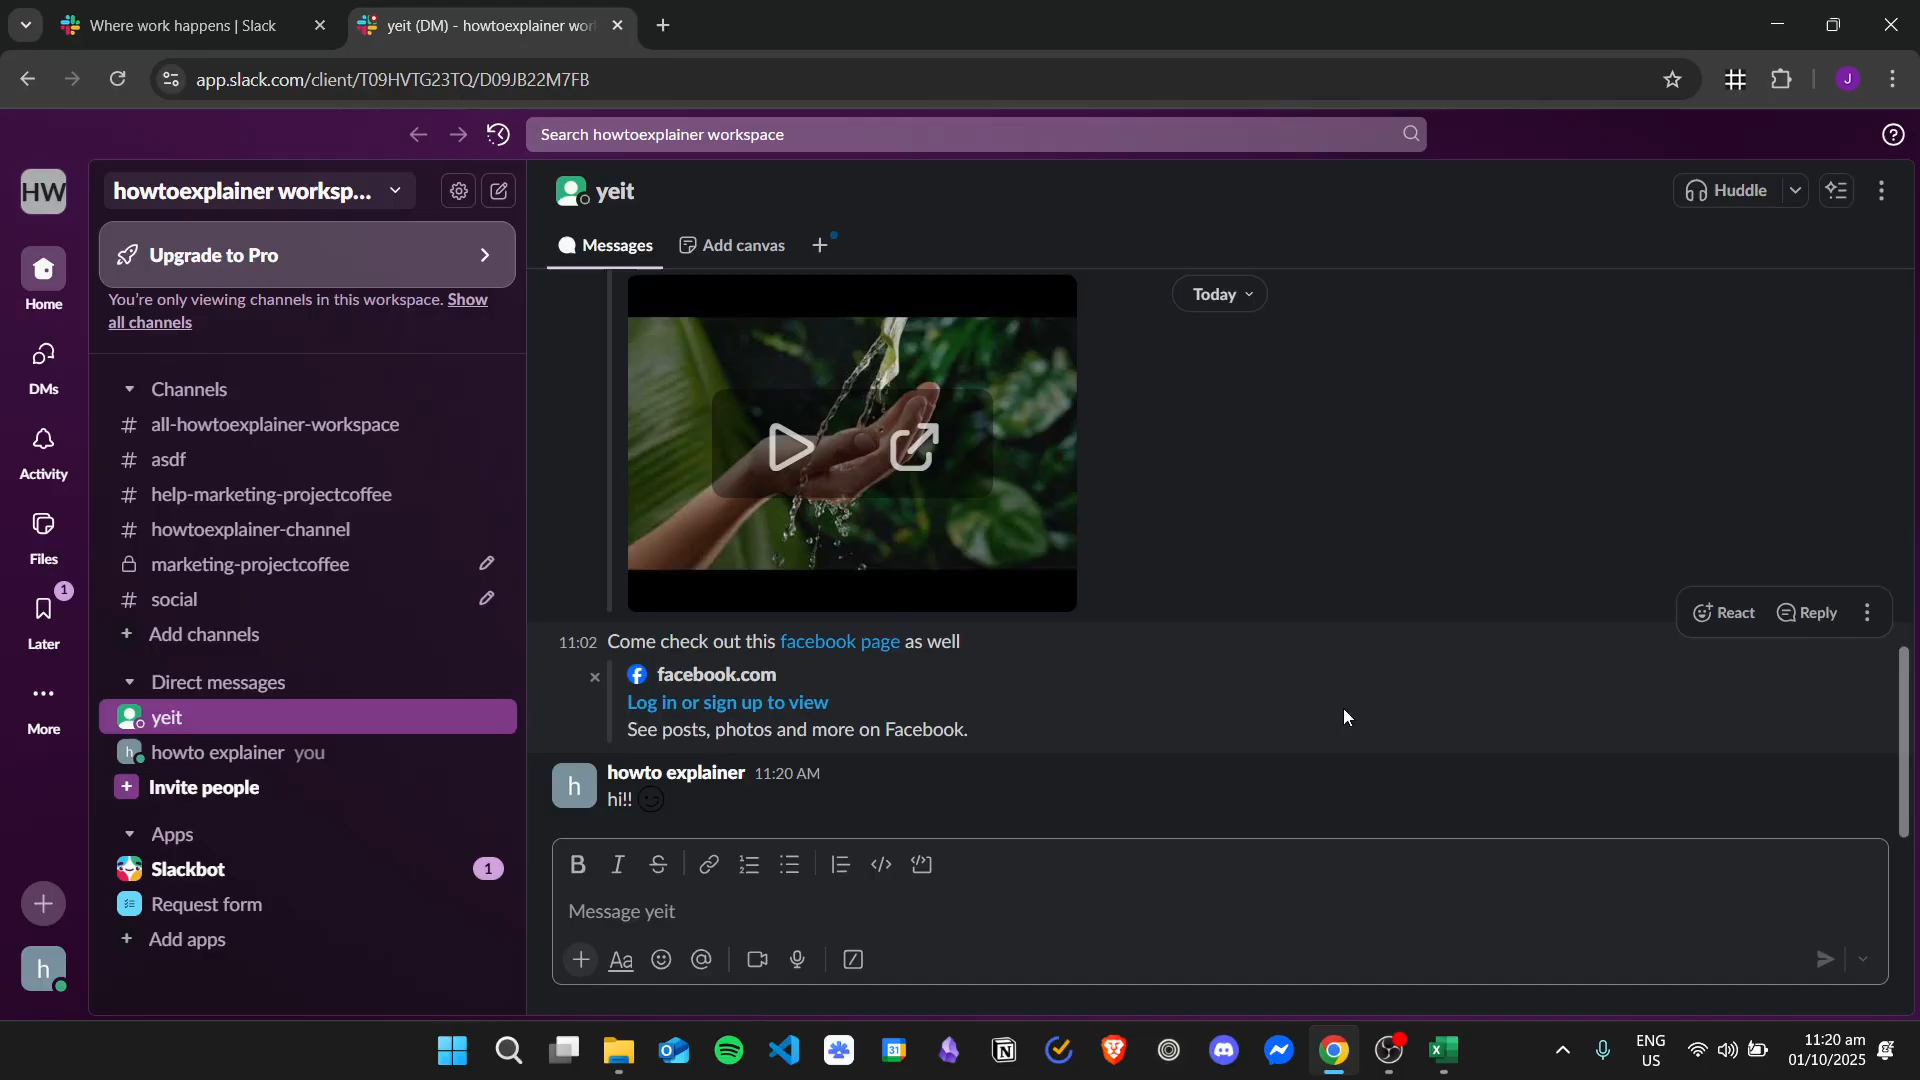 Where work happens | Slack
yeit (DM) - howtoexplainer wor
app.slack.com/client/T09HVTG23TQ/D09JB22M7FB
J
Search howtoexplainer workspace
HW
howtoexplainer worksp...
Upgrade to Pro
You're only viewing channels in this workspace. Show
all channels
Home
DMs
Activity
Files
1
Later
More
h
Channels
# all-howtoexplainer-workspace
# asdf
# help-marketing-projectcoffee
# howtoexplainer-channel
marketing-projectcoffee
# social
+ Add channels
Direct messages
yeit
h howto explainer you
+ Invite people
Apps
Slackbot 1
Request form
+ Add apps
yeit
Huddle
Messages
Add canvas
Today
React
Reply
11:02 Come check out this facebook page as well
facebook.com
Log in or sign up to view
See posts, photos and more on Facebook.
h
howto explainer 11:20 AM
hi!!
B I S
Message yeit
Aa @
31
ENG
US
11:20 am
01/10/2025